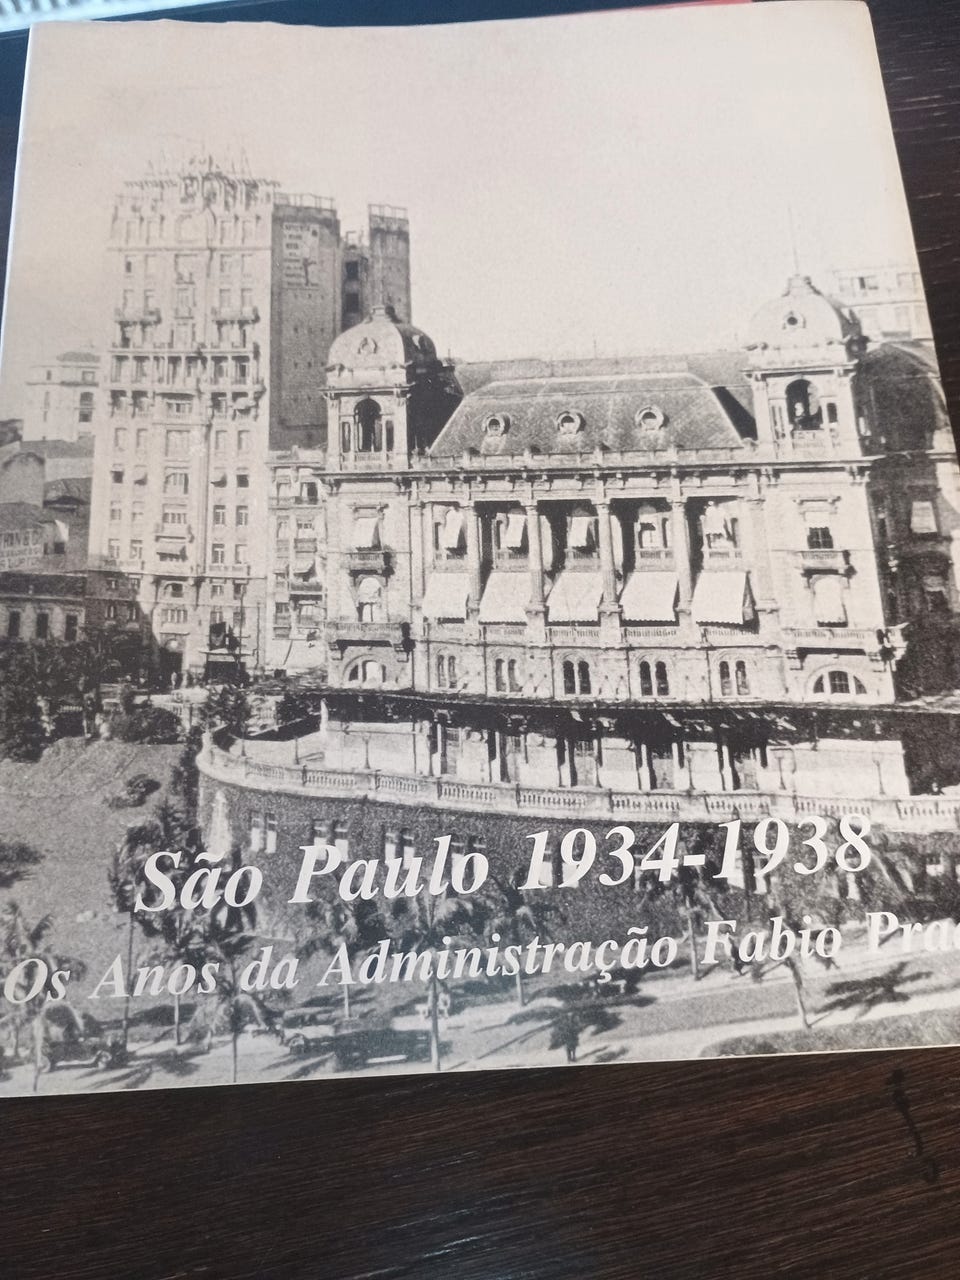 São Paulo 1934-1938
Os Anos da Administração Fabio